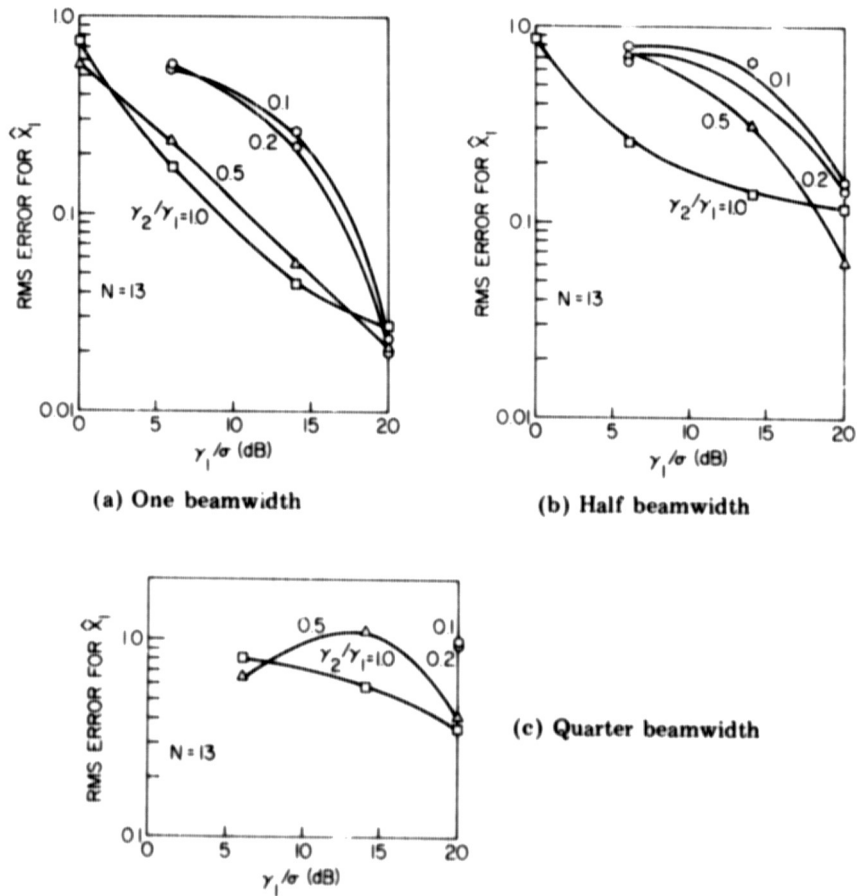 1.0
0.1
0.01
RMS ERROR FOR X̂₁
0.1
0.2
0.5
γ₂/γ₁=1.0
N = 13
0
5
10
15
20
γ₁/σ (dB)
(a) One beamwidth
1.0
0.1
0.01
RMS ERROR FOR X̂₁
0.1
0.5
0.2
γ₂/γ₁=1.0
N = 13
0
5
10
15
20
γ₁/σ (dB)
(b) Half beamwidth
1.0
0.1
RMS ERROR FOR X̂₁
0.5
0.1
0.2
γ₂/γ₁=1.0
N = 13
0
5
10
15
20
γ₁/σ (dB)
(c) Quarter beamwidth